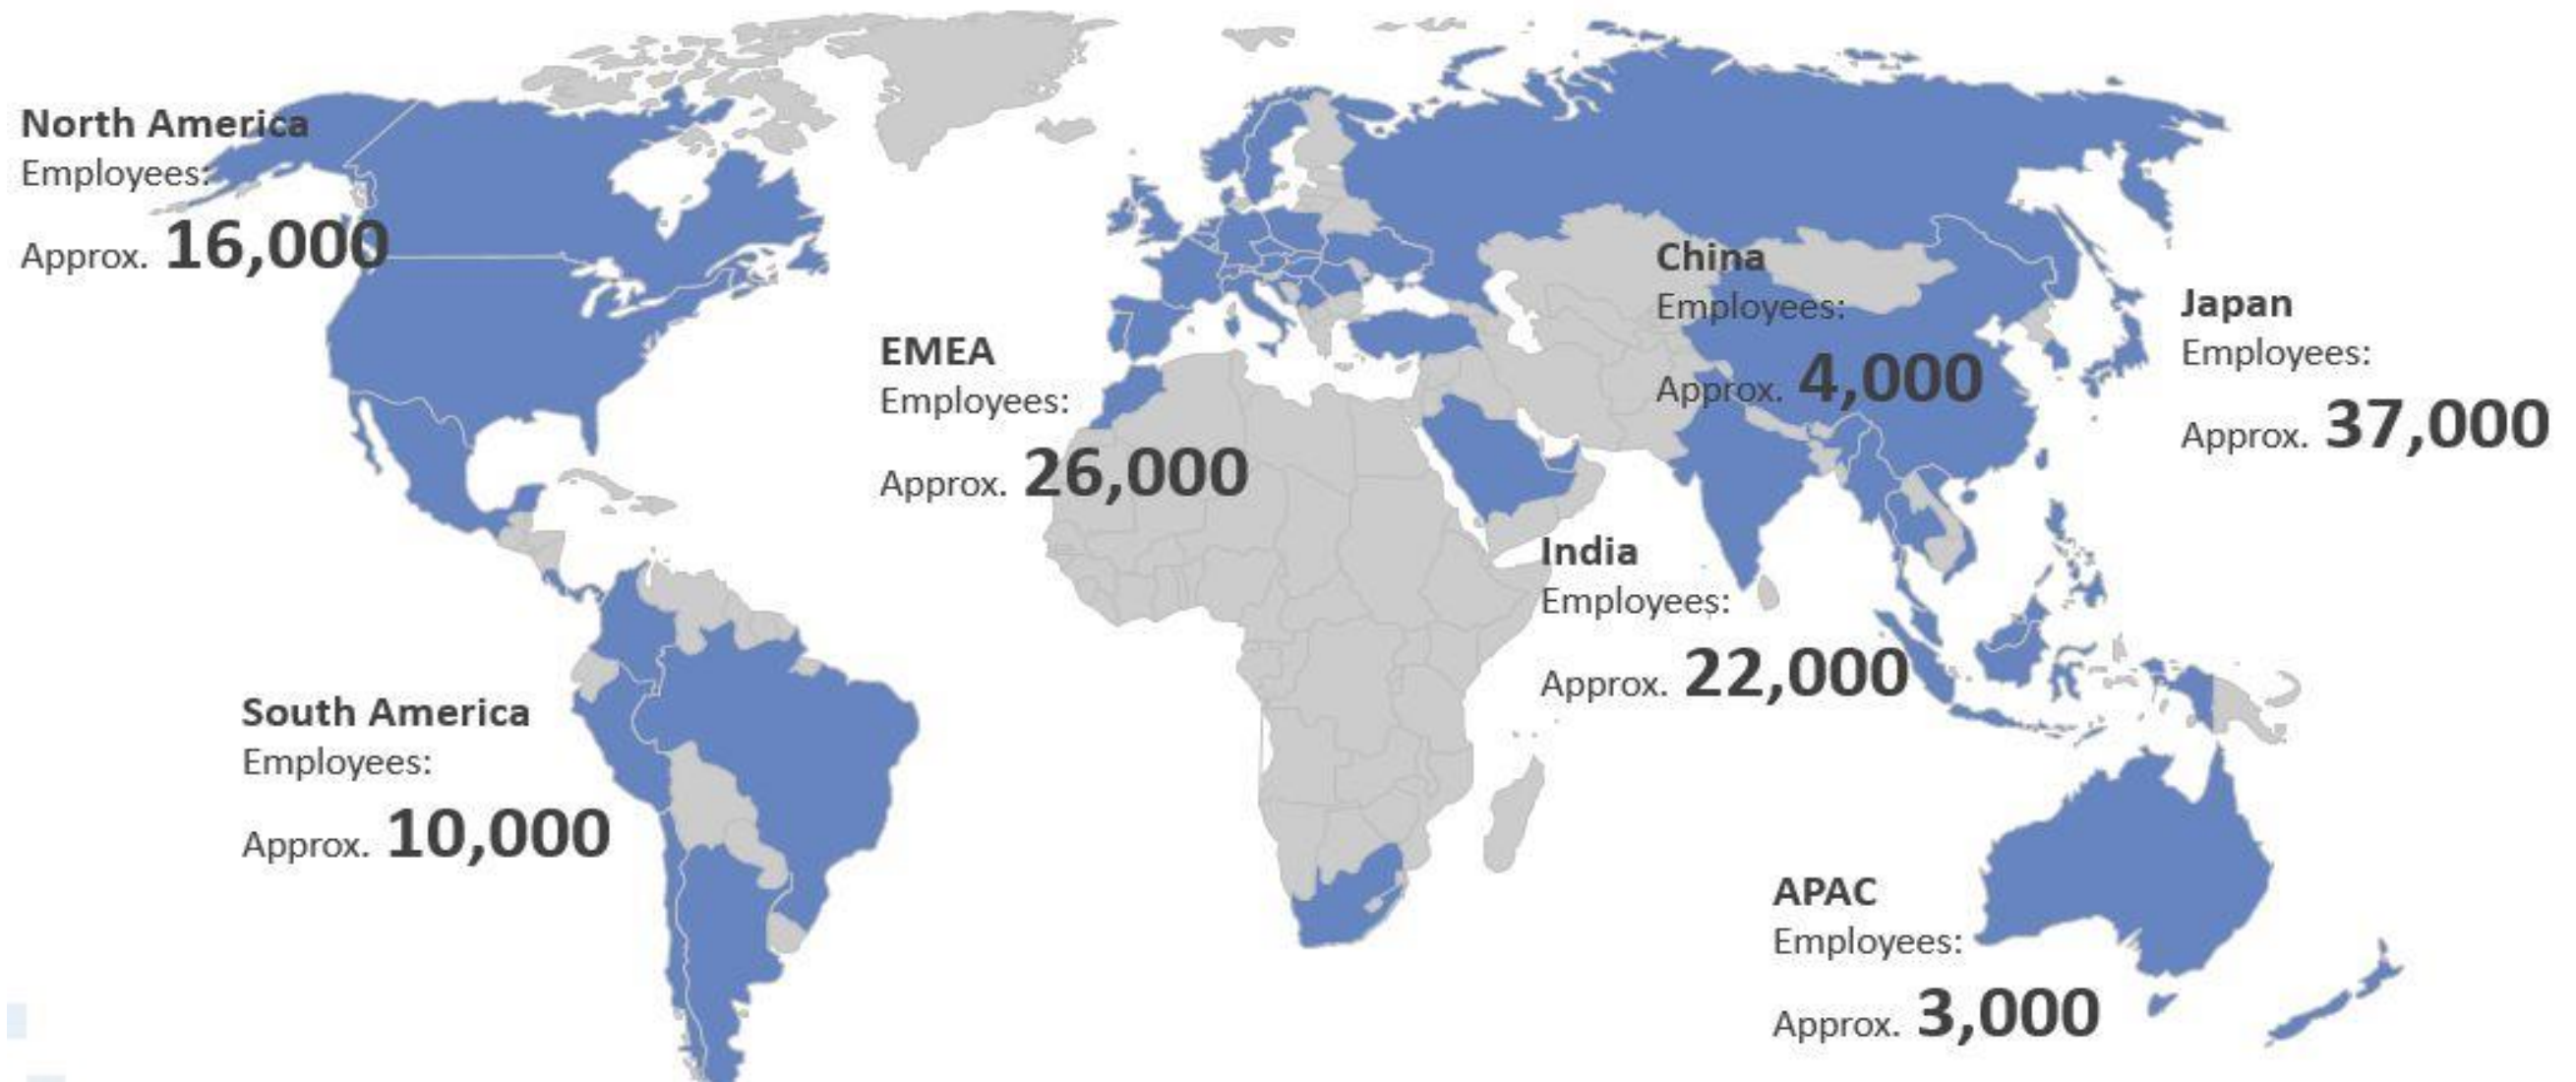 North America
Employees:
Approx. 16,000
EMEA
Employees:
Approx. 26,000
China
Employees:
Approx. 4,000
Japan
Employees:
Approx. 37,000
India
Employees:
Approx. 22,000
South America
Employees:
Approx. 10,000
APAC
Employees:
Approx. 3,000